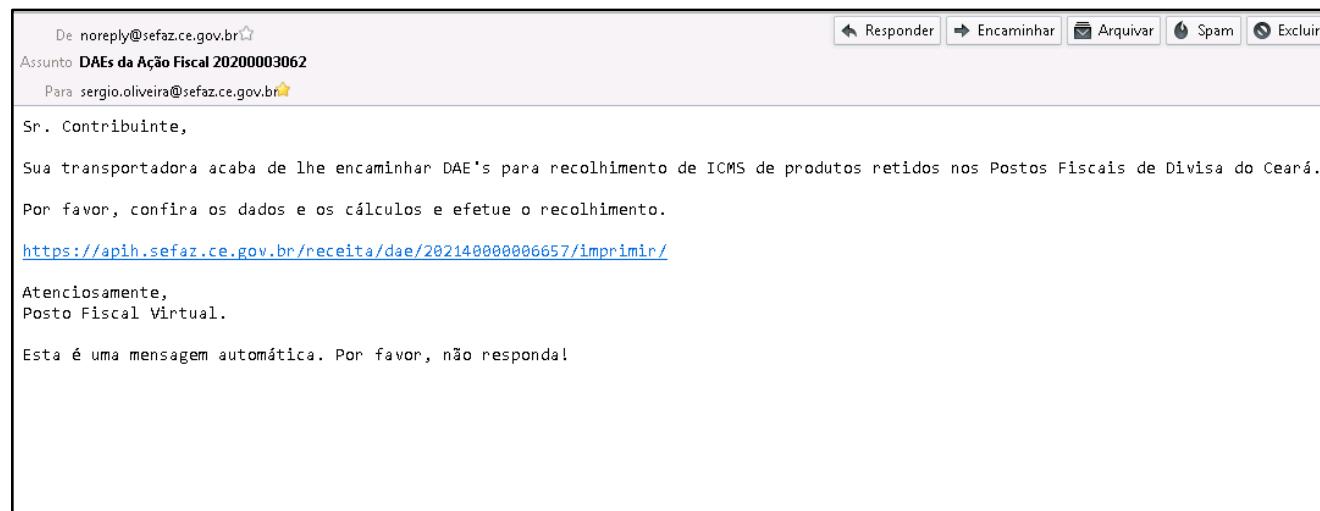 De noreply@sefaz.ce.gov.br
Responder Encaminhar Arquivar Spam Excluir
Assunto DAEs da Ação Fiscal 20200003062
Para sergio.oliveira@sefaz.ce.gov.br
Sr. Contribuinte,
Sua transportadora acaba de lhe encaminhar DAE's para recolhimento de ICMS de produtos retidos nos Postos Fiscais de Divisa do Ceará.
Por favor, confira os dados e os cálculos e efetue o recolhimento.
https://apih.sefaz.ce.gov.br/receita/dae/202140000006657/imprimir/
Atenciosamente,
Posto Fiscal Virtual.
Esta é uma mensagem automática. Por favor, não responda!